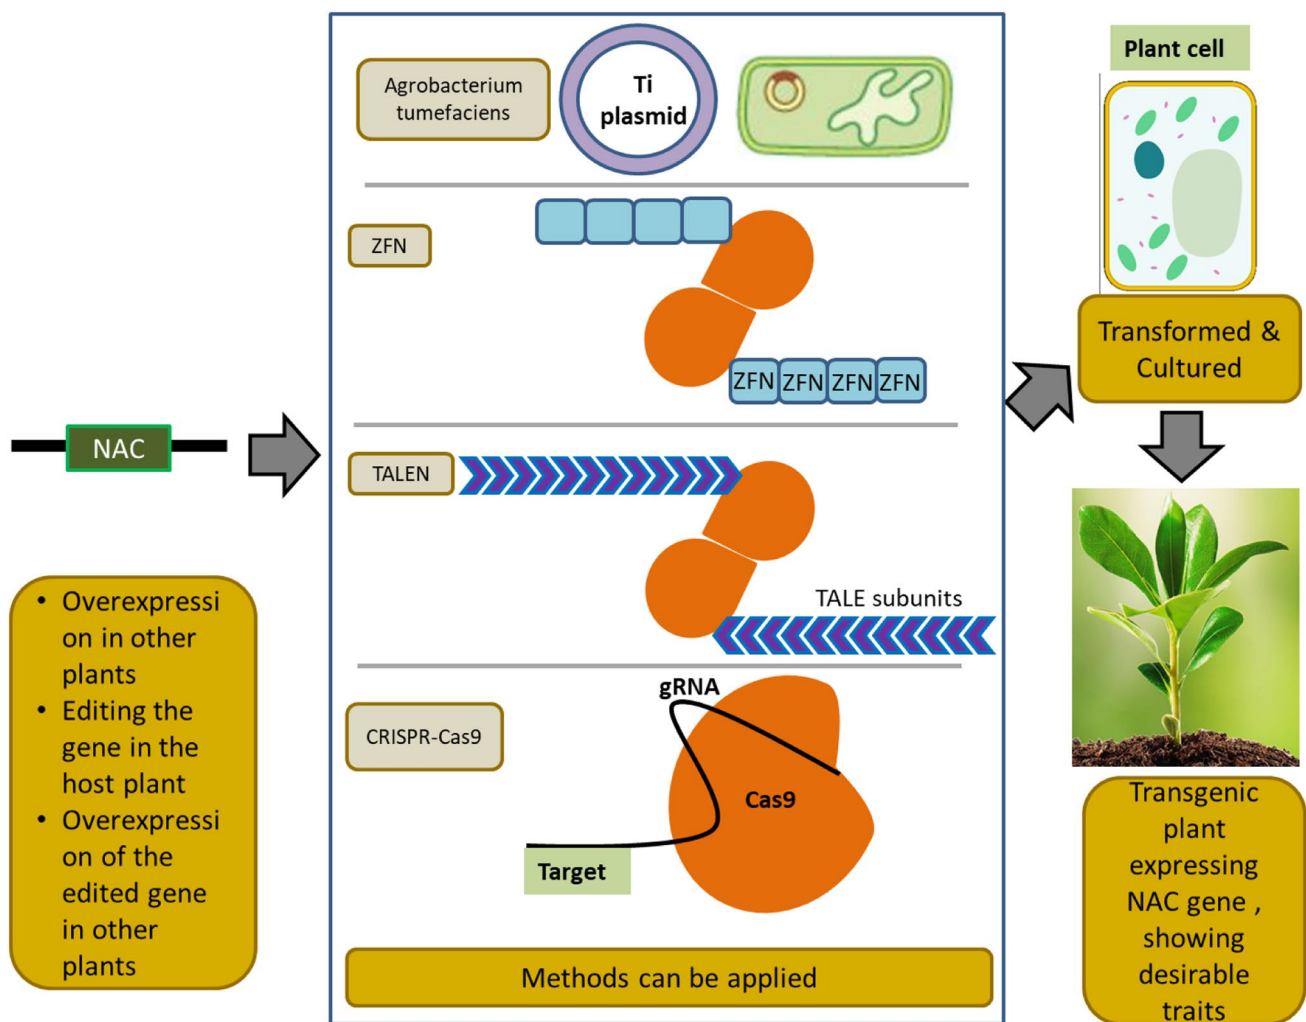 Agrobacterium
tumefaciens
Ti
plasmid
Plant cell
ZFN
ZFN ZFN ZFN ZFN
Transformed &
Cultured
NAC
TALEN
TALE subunits
• Overexpressi
on in other
plants
• Editing the
gene in the
host plant
• Overexpressi
on of the
edited gene
in other
plants
gRNA
CRISPR-Cas9
Cas9
Target
Methods can be applied
Transgenic
plant
expressing
NAC gene ,
showing
desirable
traits